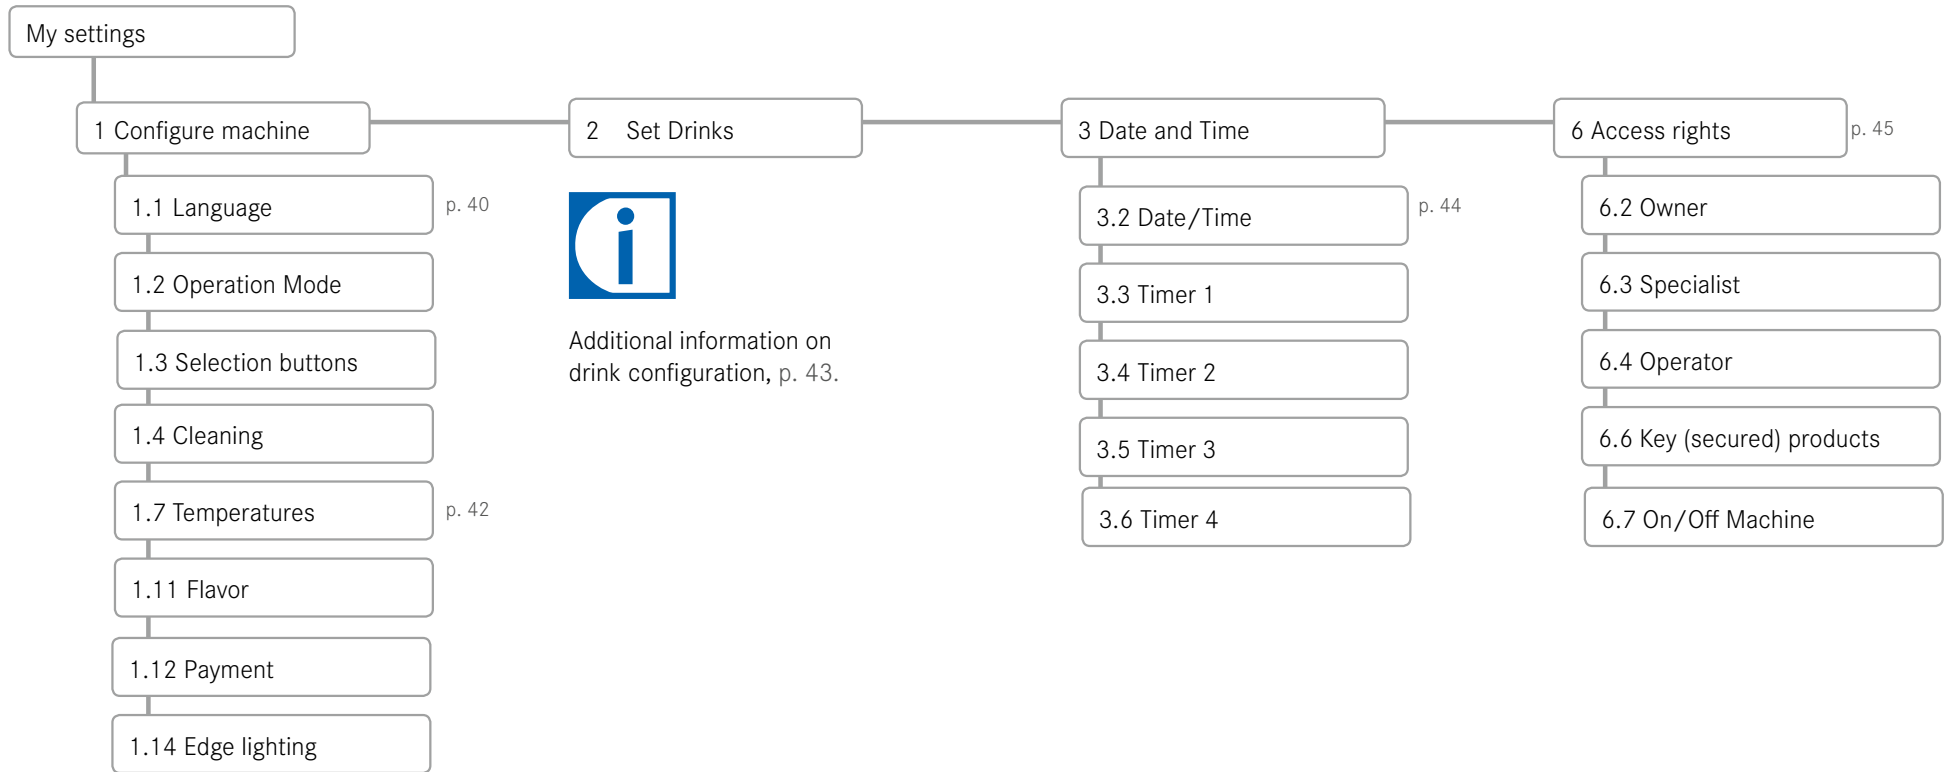 My settings
1 Configure machine
1.1 Language
p. 40
1.2 Operation Mode
1.3 Selection buttons
1.4 Cleaning
1.7 Temperatures
p. 42
1.11 Flavor
1.12 Payment
1.14 Edge lighting
2 Set Drinks
i
Additional information on
drink configuration, p. 43.
3 Date and Time
3.2 Date/Time
p. 44
3.3 Timer 1
3.4 Timer 2
3.5 Timer 3
3.6 Timer 4
6 Access rights
p. 45
6.2 Owner
6.3 Specialist
6.4 Operator
6.6 Key (secured) products
6.7 On/Off Machine